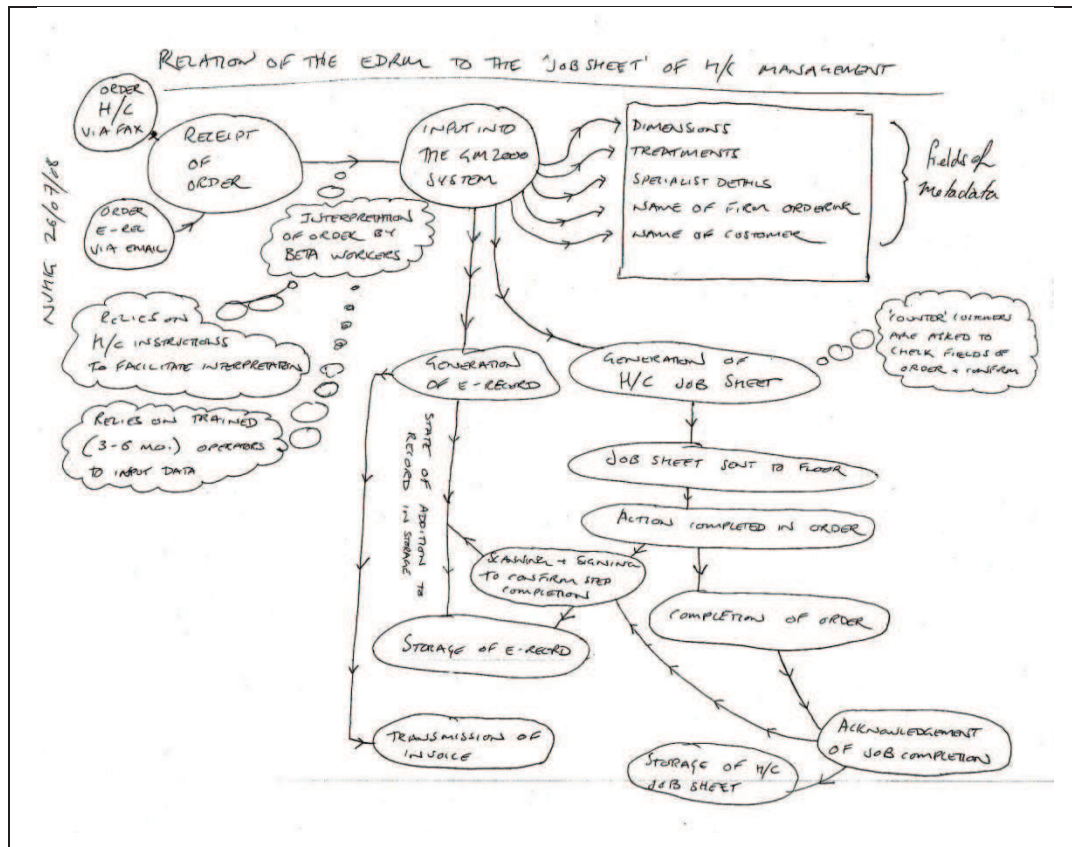 RELATION OF THE EDRM TO THE 'JOB SHEET' OF H/C MANAGEMENT
ORDER
H/C
VIA FAX
RECEIPT
OF
ORDER
ORDER
E-REC
VIA EMAIL
INPUT INTO
THE GM2000
SYSTEM
DIMENSIONS
TREATMENTS
SPECIALIST DETAILS
NAME OF FIRM ORDERING
NAME OF CUSTOMER
fields of
metadata
26/07/08
INTERPRETATION
OF ORDER BY
BETA WORKERS
RELIES ON
H/C INSTRUCTIONS
TO FACILITATE INTERPRETATION
RELIES ON TRAINED
(3-6 MO.) OPERATORS
TO INPUT DATA
'COUNTER' CUSTOMERS
ARE ASKED TO
CHECK FIELDS OF
ORDER + CONFIRM
GENERATION
OF E-RECORD
GENERATION OF
H/C JOB SHEET
STATE OF ADDITION TO
RECORD IN STORAGE
JOB SHEET SENT TO FLOOR
ACTION COMPLETED IN ORDER
SCANNING + SIGNING
TO CONFIRM STEP
COMPLETION
COMPLETION OF ORDER
STORAGE OF E-RECRD
TRANSMISSION OF
INVOICE
ACKNOWLEDGEMENT
OF JOB COMPLETION
STORAGE OF H/C
JOB SHEET